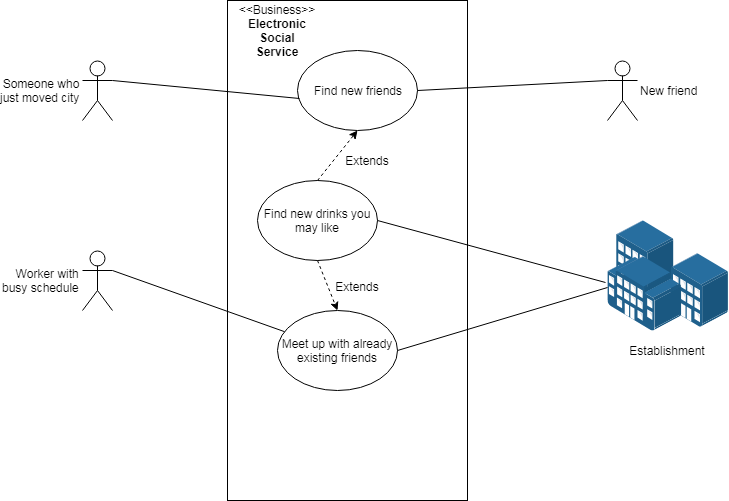 <<Business>>
Electronic
Social
Service
Someone who
just moved city
Find new friends
New friend
Extends
Find new drinks you
may like
Worker with
busy schedule
Extends
Meet up with already
existing friends
Establishment